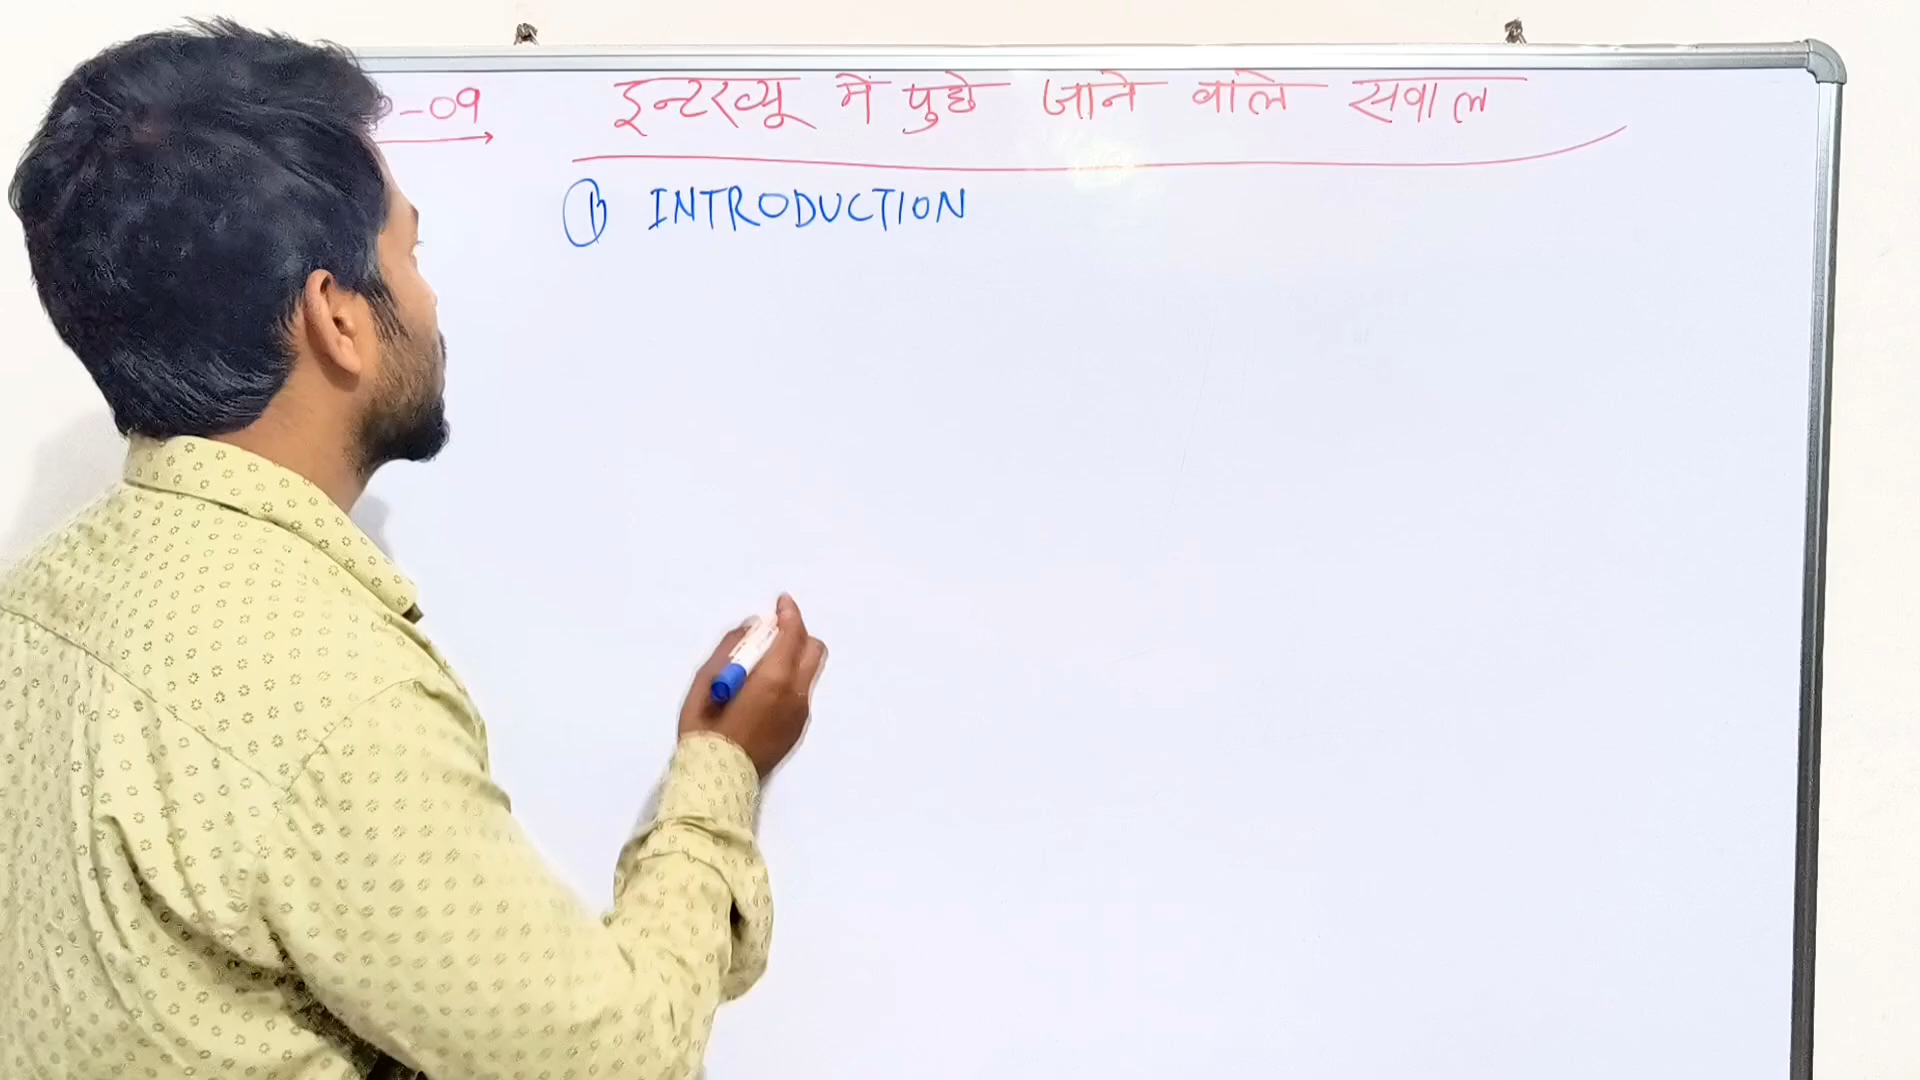 -09 इन्टरव्यू में पुछे जाने वाले सवाल
① INTRODUCTION